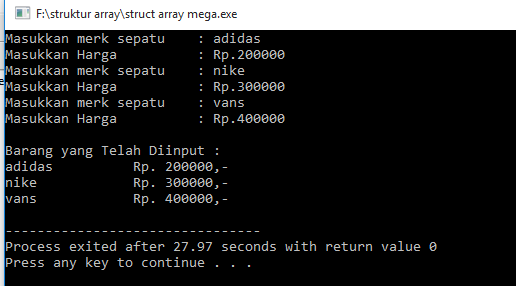 F:\struktur array\struct array mega.exe
Masukkan merk sepatu    : adidas
Masukkan Harga          : Rp.200000
Masukkan merk sepatu    : nike
Masukkan Harga          : Rp.300000
Masukkan merk sepatu    : vans
Masukkan Harga          : Rp.400000
Barang yang Telah Diinput :
adidas          Rp. 200000,-
nike            Rp. 300000,-
vans            Rp. 400000,-
--------------------------------
Process exited after 27.97 seconds with return value 0
Press any key to continue . . .